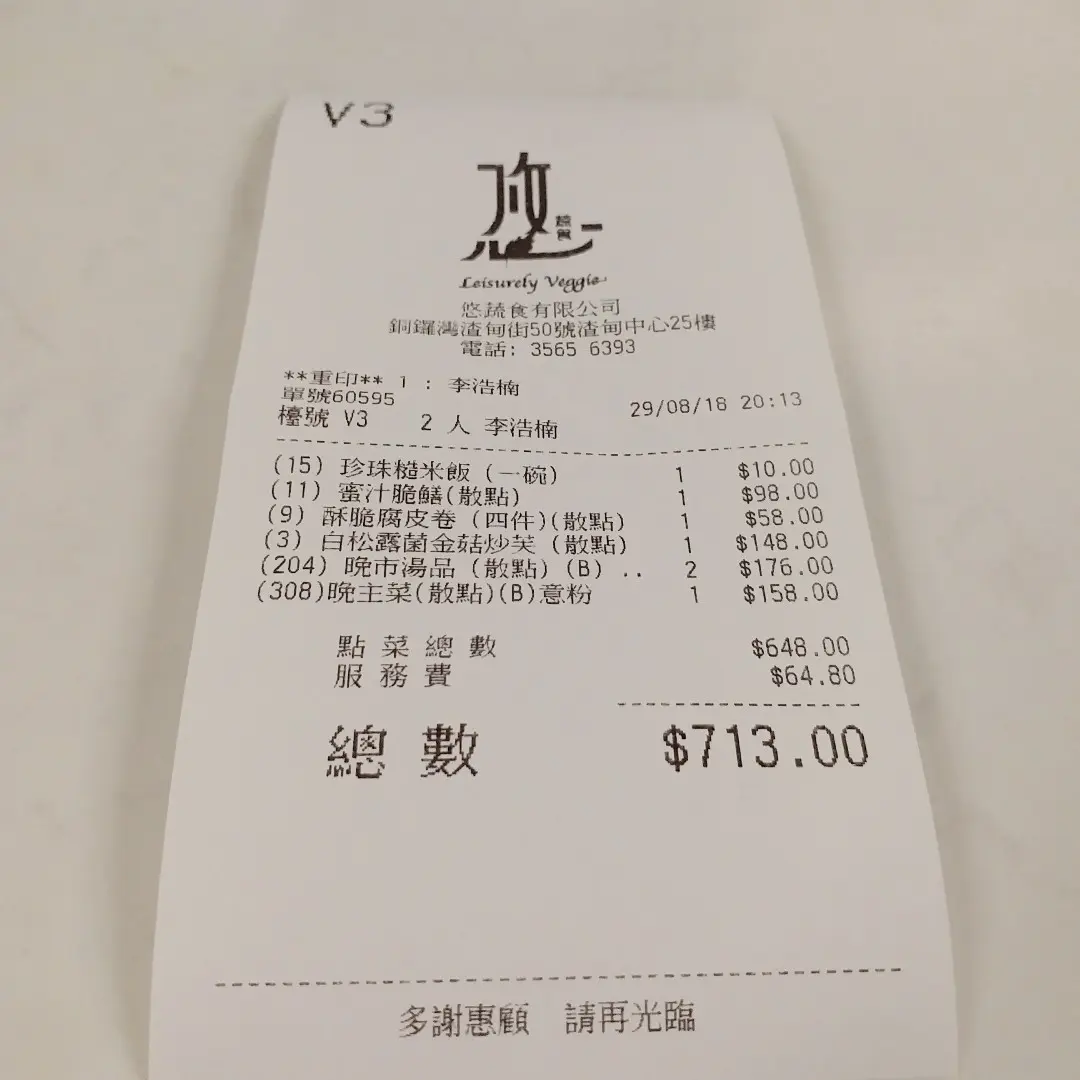 V3
悠
蔬食
Leisurely Veggie
悠蔬食有限公司
銅鑼灣渣甸街50號渣甸中心25樓
電話: 3565 6393
**重印** 1 : 李浩楠
單號60595 29/08/18 20:13
檯號 V3 2 人 李浩楠
(15) 珍珠糙米飯 (一碗) 1 $10.00
(11) 蜜汁脆鱔(散點) 1 $98.00
(9) 酥脆腐皮卷 (四件)(散點) 1 $58.00
(3) 白松露菌金菇炒芙 (散點) 1 $148.00
(204) 晚市湯品 (散點) (B) .. 2 $176.00
(308)晚主菜(散點)(B)意粉 1 $158.00
點 菜 總 數 $648.00
服 務 費 $64.80
總 數 $713.00
多謝惠顧 請再光臨